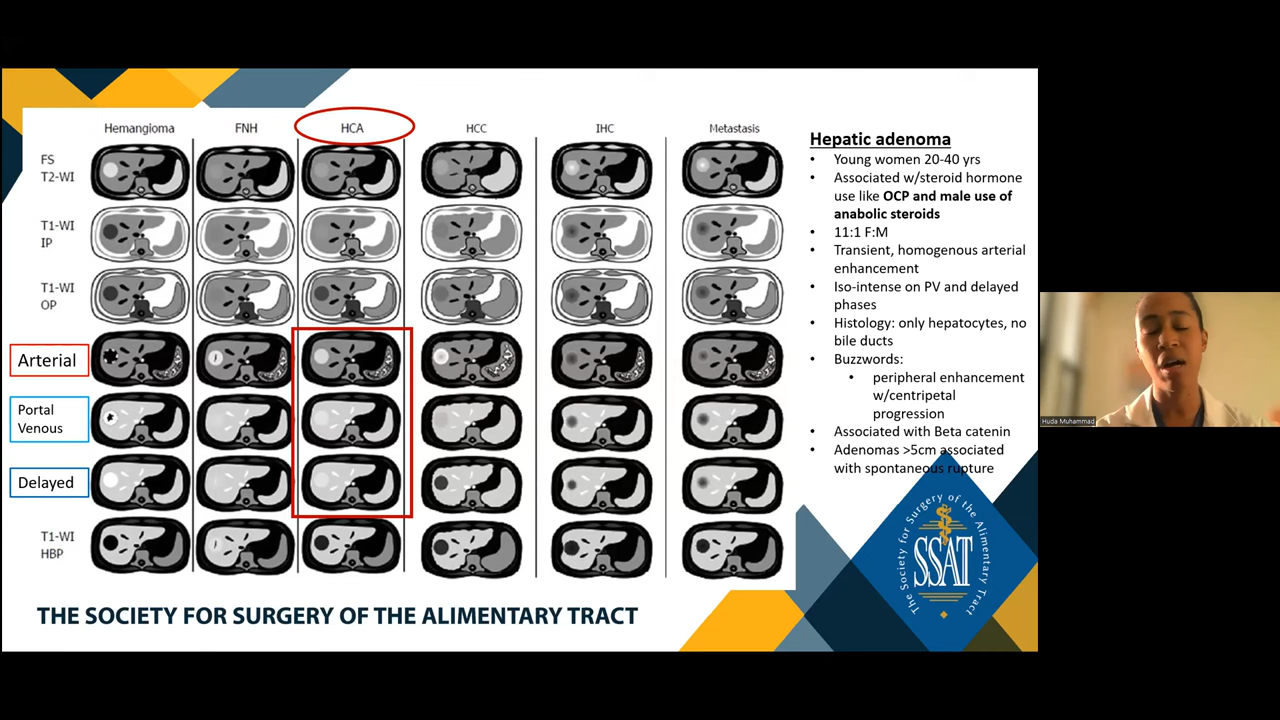 Hemangioma FNH HCA HCC IHC Metastasis
FS
T2-WI
T1-WI
IP
T1-WI
OP
Arterial
Portal
Venous
Delayed
T1-WI
HBP
Hepatic adenoma
• Young women 20-40 yrs
• Associated w/steroid hormone
use like OCP and male use of
anabolic steroids
• 11:1 F:M
• Transient, homogenous arterial
enhancement
• Iso-intense on PV and delayed
phases
• Histology: only hepatocytes, no
bile ducts
• Buzzwords:
• peripheral enhancement
w/centripetal
progression
• Associated with Beta catenin
• Adenomas >5cm associated
with spontaneous rupture
The Society for Surgery of the Alimentary Tract
SSAT
THE SOCIETY FOR SURGERY OF THE ALIMENTARY TRACT
Huda Muhammad